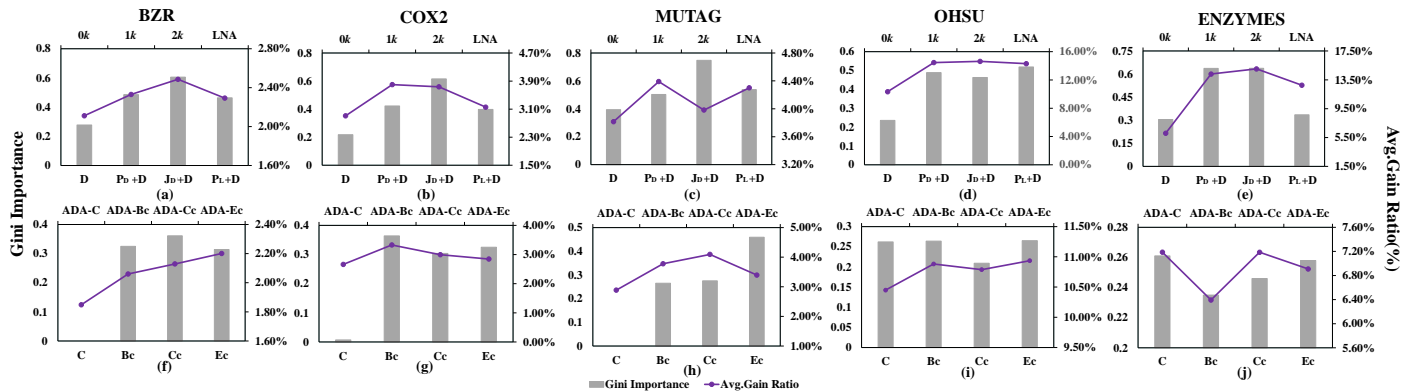 BZR
COX2
MUTAG
OHSU
ENZYMES
0k 1k 2k LNA
0k 1k 2k LNA
0k 1k 2k LNA
0k 1k 2k LNA
0k 1k 2k LNA
Gini Importance
0.8
0.6
0.4
0.2
0
2.80%
2.40%
2.00%
1.60%
D PD +D JD+D PL+D
(a)
0.8
0.6
0.4
0.2
0
4.70%
3.90%
3.10%
2.30%
1.50%
D PD +D JD+D PL+D
(b)
0.8
0.6
0.4
0.2
0
4.80%
4.40%
4.00%
3.60%
3.20%
D PD +D JD+D PL+D
(c)
0.6
0.5
0.4
0.3
0.2
0.1
0
16.00%
12.00%
8.00%
4.00%
0.00%
D PD +D JD+D PL+D
(d)
0.75
0.6
0.45
0.3
0.15
0
17.50%
13.50%
9.50%
5.50%
1.50%
D PD +D JD+D PL+D
(e)
Avg.Gain Ratio(%)
ADA-C ADA-Bc ADA-Cc ADA-Ec
0.4
0.3
0.2
0.1
0
2.40%
2.20%
2.00%
1.80%
1.60%
C Bc Cc Ec
(f)
ADA-C ADA-Bc ADA-Cc ADA-Ec
0.4
0.3
0.2
0.1
0
4.00%
3.00%
2.00%
1.00%
0.00%
C Bc Cc Ec
(g)
ADA-C ADA-Bc ADA-Cc ADA-Ec
0.5
0.4
0.3
0.2
0.1
0
5.00%
4.00%
3.00%
2.00%
1.00%
C Bc Cc Ec
(h)
ADA-C ADA-Bc ADA-Cc ADA-Ec
0.3
0.25
0.2
0.15
0.1
0.05
0
11.50%
11.00%
10.50%
10.00%
9.50%
C Bc Cc Ec
(i)
ADA-C ADA-Bc ADA-Cc ADA-Ec
0.28
0.26
0.24
0.22
0.2
7.60%
7.20%
6.80%
6.40%
6.00%
5.60%
C Bc Cc Ec
(j)
Gini Importance Avg.Gain Ratio